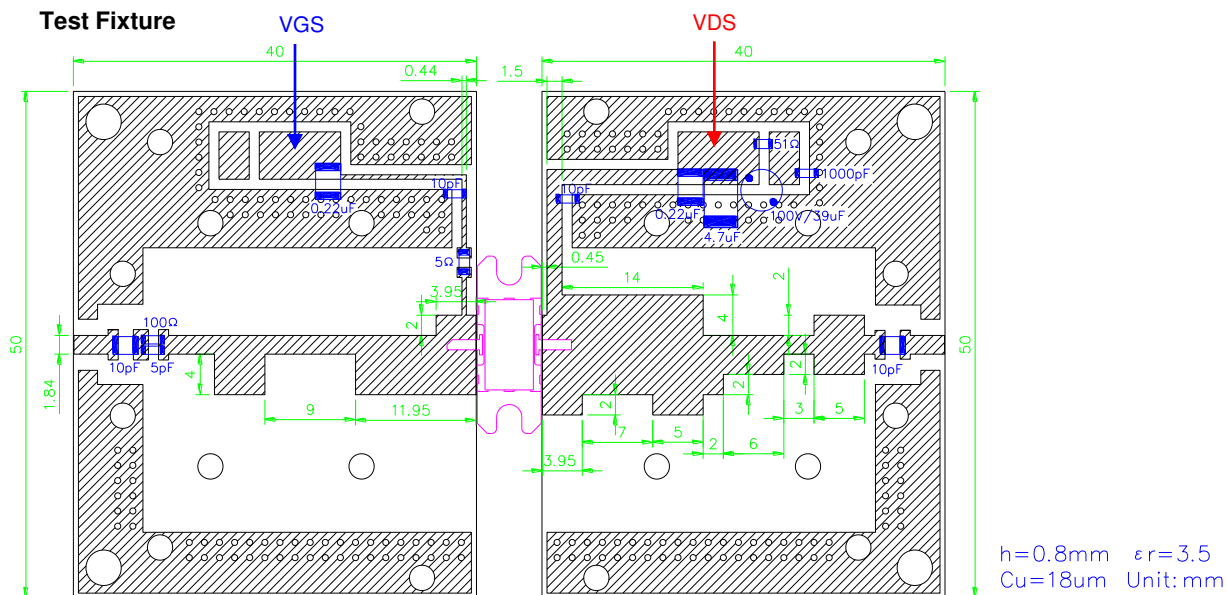 Test Fixture
VGS
VDS
40
40
0.44
1.5
51Ω
1000pF
10pF
10pF
0.22uF
0.22uF
100V/39uF
4.7uF
5Ω
0.45
14
2
3.95
2
4
50
50
100Ω
10pF
5pF
10pF
1.84
4
2
2
2
9
11.95
7
5
2
6
3
5
3.95
h=0.8mm εr=3.5
Cu=18um Unit:mm